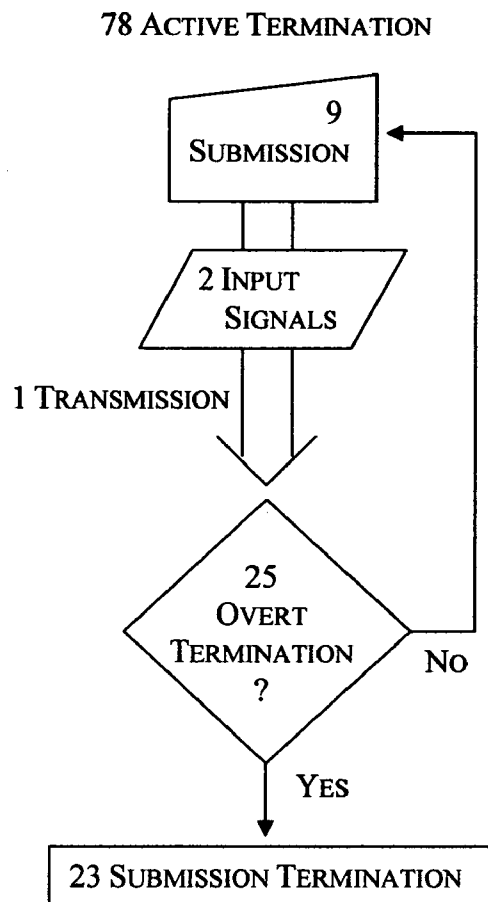 78 ACTIVE TERMINATION
9
SUBMISSION
2 INPUT
SIGNALS
1 TRANSMISSION
25
OVERT
TERMINATION
?
NO
YES
23 SUBMISSION TERMINATION